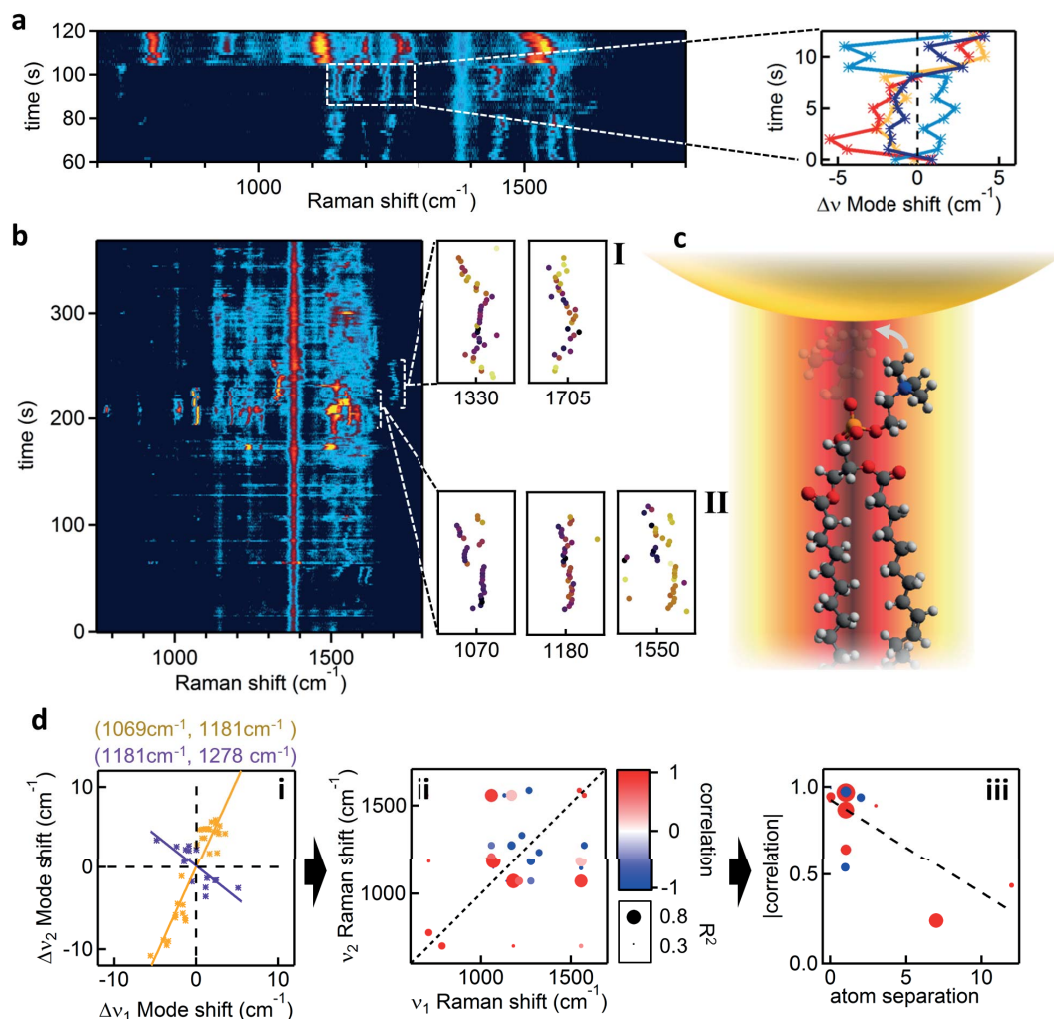 a
120
100
80
60
time (s)
1000
1500
Raman shift (cm-1)
10
5
0
time (s)
-5
0
5
Δν Mode shift (cm-1)
b
300
200
100
0
time (s)
1000
1500
Raman shift (cm-1)
I
1330
1705
II
1070
1180
1550
c
d
(1069cm-1, 1181cm-1)
(1181cm-1, 1278 cm-1)
i
10
0
-10
Δν2 Mode shift (cm-1)
-10
0
10
Δν1 Mode shift (cm-1)
ii
1500
1000
ν2 Raman shift (cm-1)
1000
1500
ν1 Raman shift (cm-1)
1
0
-1
correlation
0.8
0.3
R2
iii
1.0
0.5
0.0
|correlation|
0
5
10
atom separation